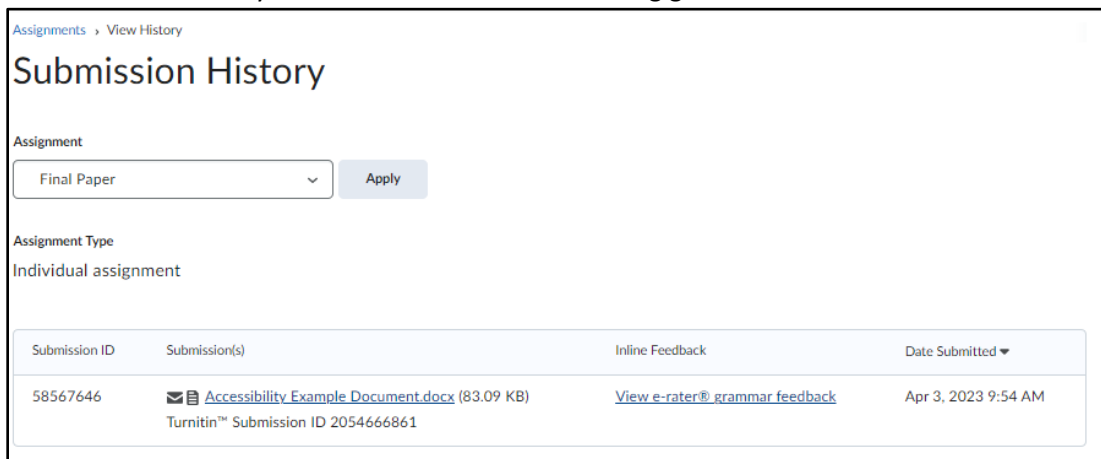 Assignments › View History
Submission History
Assignment
Final Paper
Apply
Assignment Type
Individual assignment
Submission ID Submission(s) Inline Feedback Date Submitted
58567646 Accessibility Example Document.docx (83.09 KB) View e-rater® grammar feedback Apr 3, 2023 9:54 AM
Turnitin™ Submission ID 2054666861